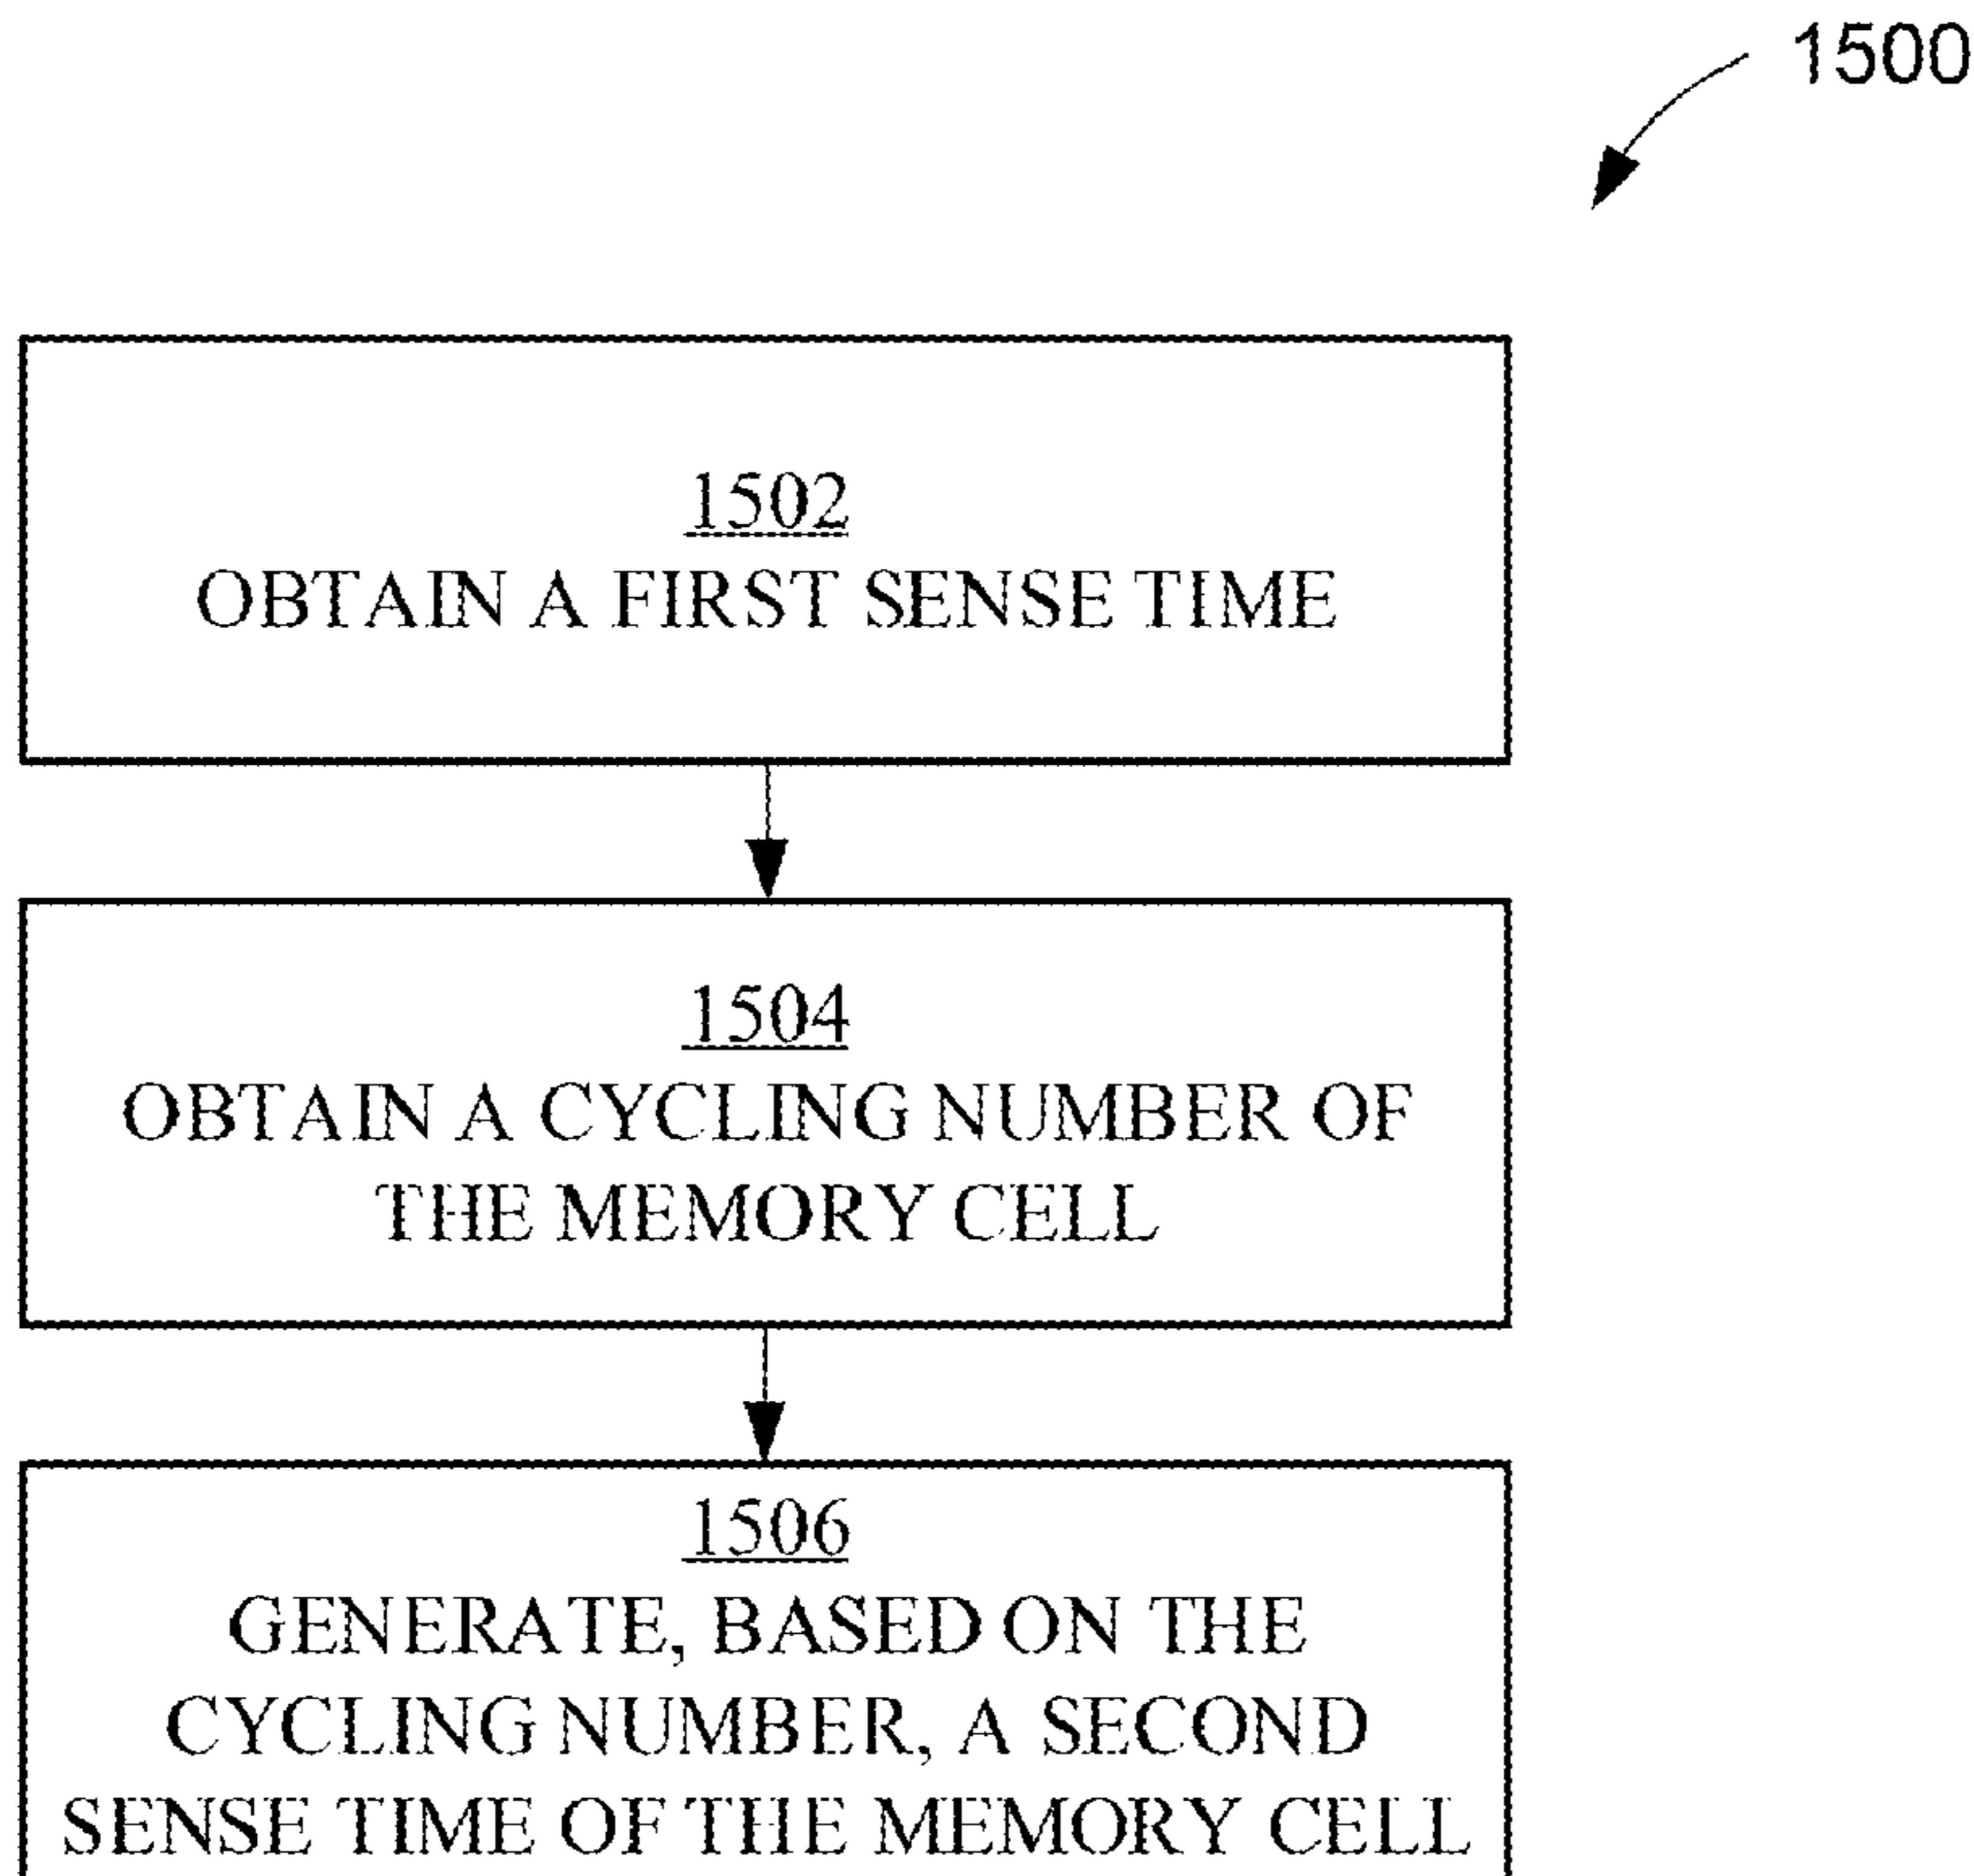 1500
1502
OBTAIN A FIRST SENSE TIME
1504
OBTAIN A CYCLING NUMBER OF
THE MEMORY CELL
1506
GENERATE, BASED ON THE
CYCLING NUMBER, A SECOND
SENSE TIME OF THE MEMORY CELL